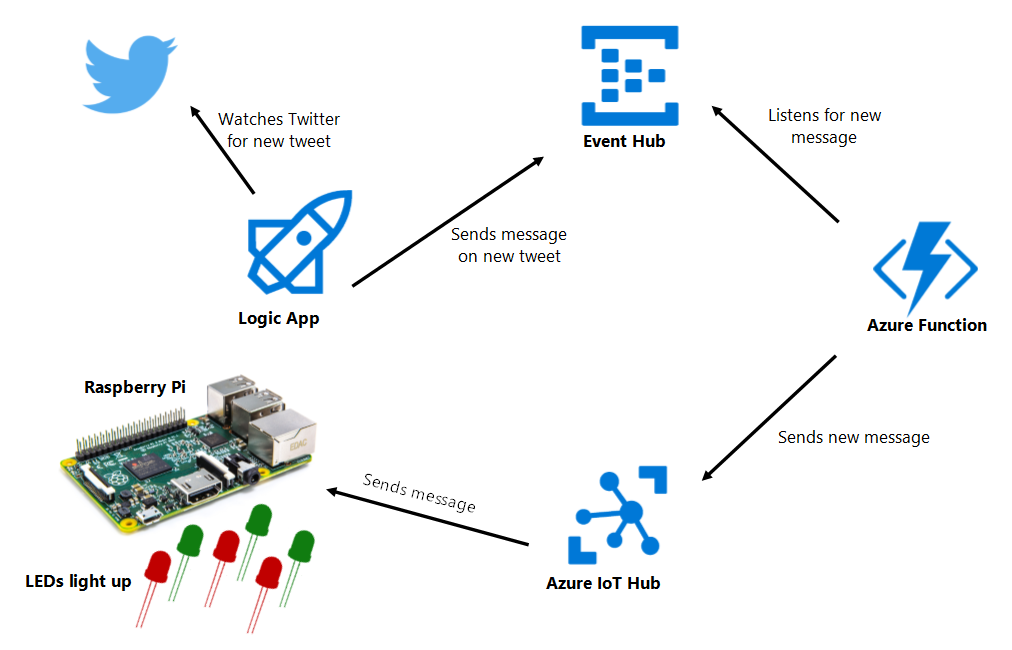 Watches Twitter
for new tweet
Event Hub
Listens for new
message
Sends message
on new tweet
Logic App
Azure Function
Raspberry Pi
EDAC
Sends new message
Sends message
LEDs light up
Azure IoT Hub